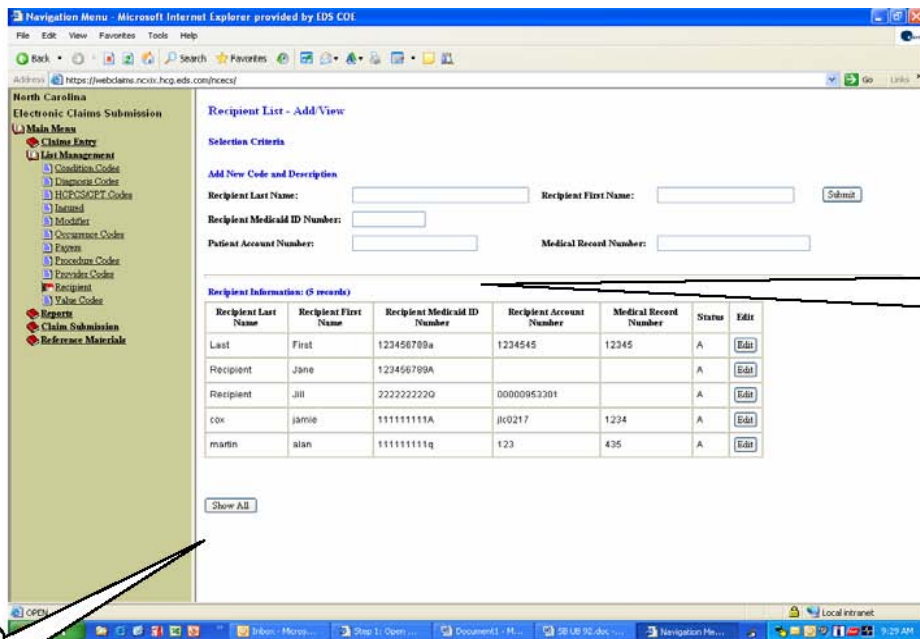 Navigation Menu - Microsoft Internet Explorer provided by EDS COE
File Edit View Favorites Tools Help
Back Search Favorites
Address https://webclaims.ncxix.hcg.eds.com/ncecs/ Go Links
North Carolina
Electronic Claims Submission
Main Menu
Claims Entry
List Management
Condition Codes
Diagnosis Codes
HCPCS/CPT Codes
Insured
Modifier
Occurrence Codes
Payers
Procedure Codes
Provider Codes
Recipient
Value Codes
Reports
Claim Submission
Reference Materials
Recipient List - Add/View
Selection Criteria
Add New Code and Description
Recipient Last Name: Recipient First Name: Submit
Recipient Medicaid ID Number:
Patient Account Number: Medical Record Number:
Recipient Information: (5 records)
Recipient Last Name Recipient First Name Recipient Medicaid ID Number Recipient Account Number Medical Record Number Status Edit
Last First 123456789a 1234545 12345 A Edit
Recipient Jane 123456789A A Edit
Recipient Jill 222222222Q 00000953301 A Edit
cox jamie 111111111A jlc0217 1234 A Edit
martin alan 111111111q 123 435 A Edit
Show All
OPEN Local intranet
Inbox - Micros... Step 1: Open ... Document1 - M... SB UB 92.doc -... Navigation Me... 9:29 AM